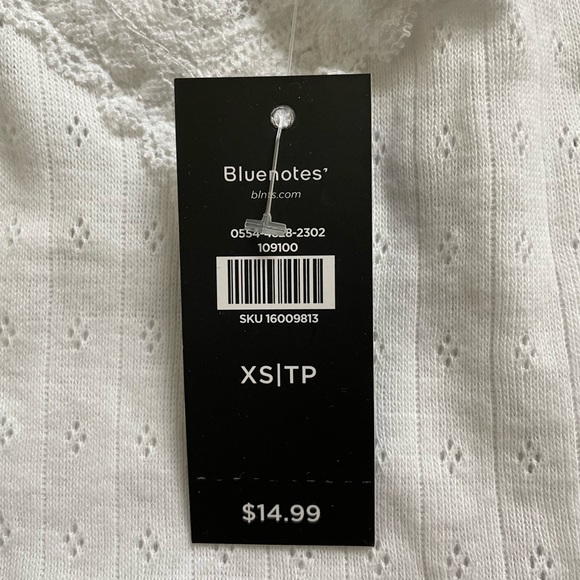 Bluenotes'
blnts.com
109100
SKU 16009813
XS|TP
$14.99